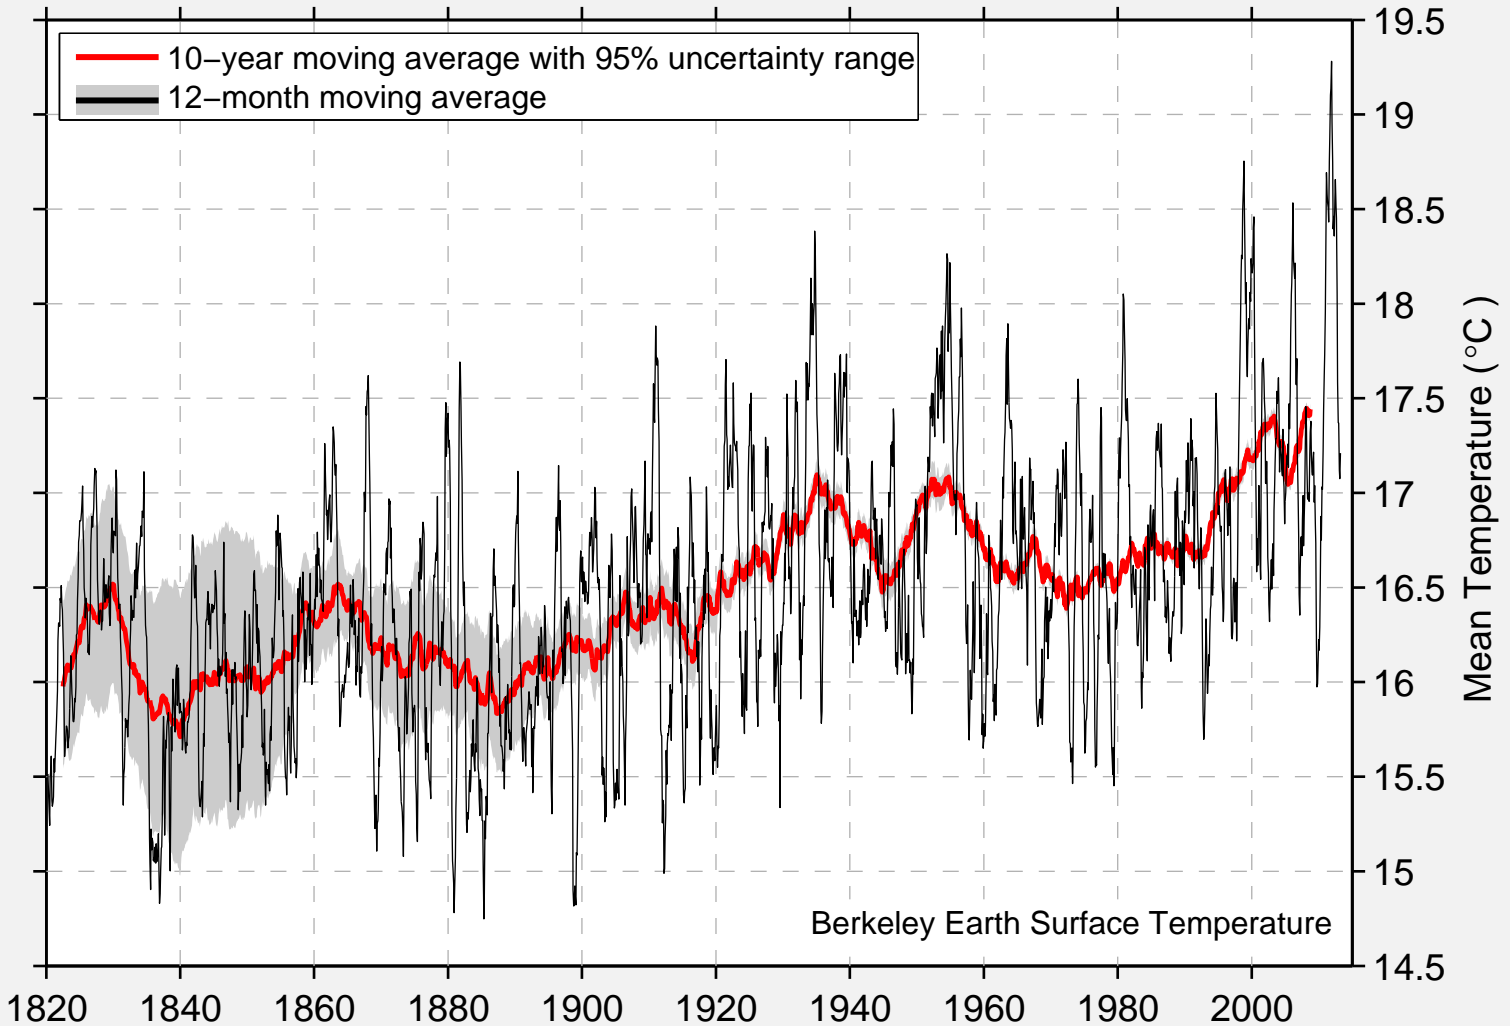 10−year moving average with 95% uncertainty range
12−month moving average
19.5
19
18.5
18
17.5
17
16.5
16
15.5
15
14.5
Mean Temperature (°C )
Berkeley Earth Surface Temperature
1820 1840 1860 1880 1900 1920 1940 1960 1980 2000